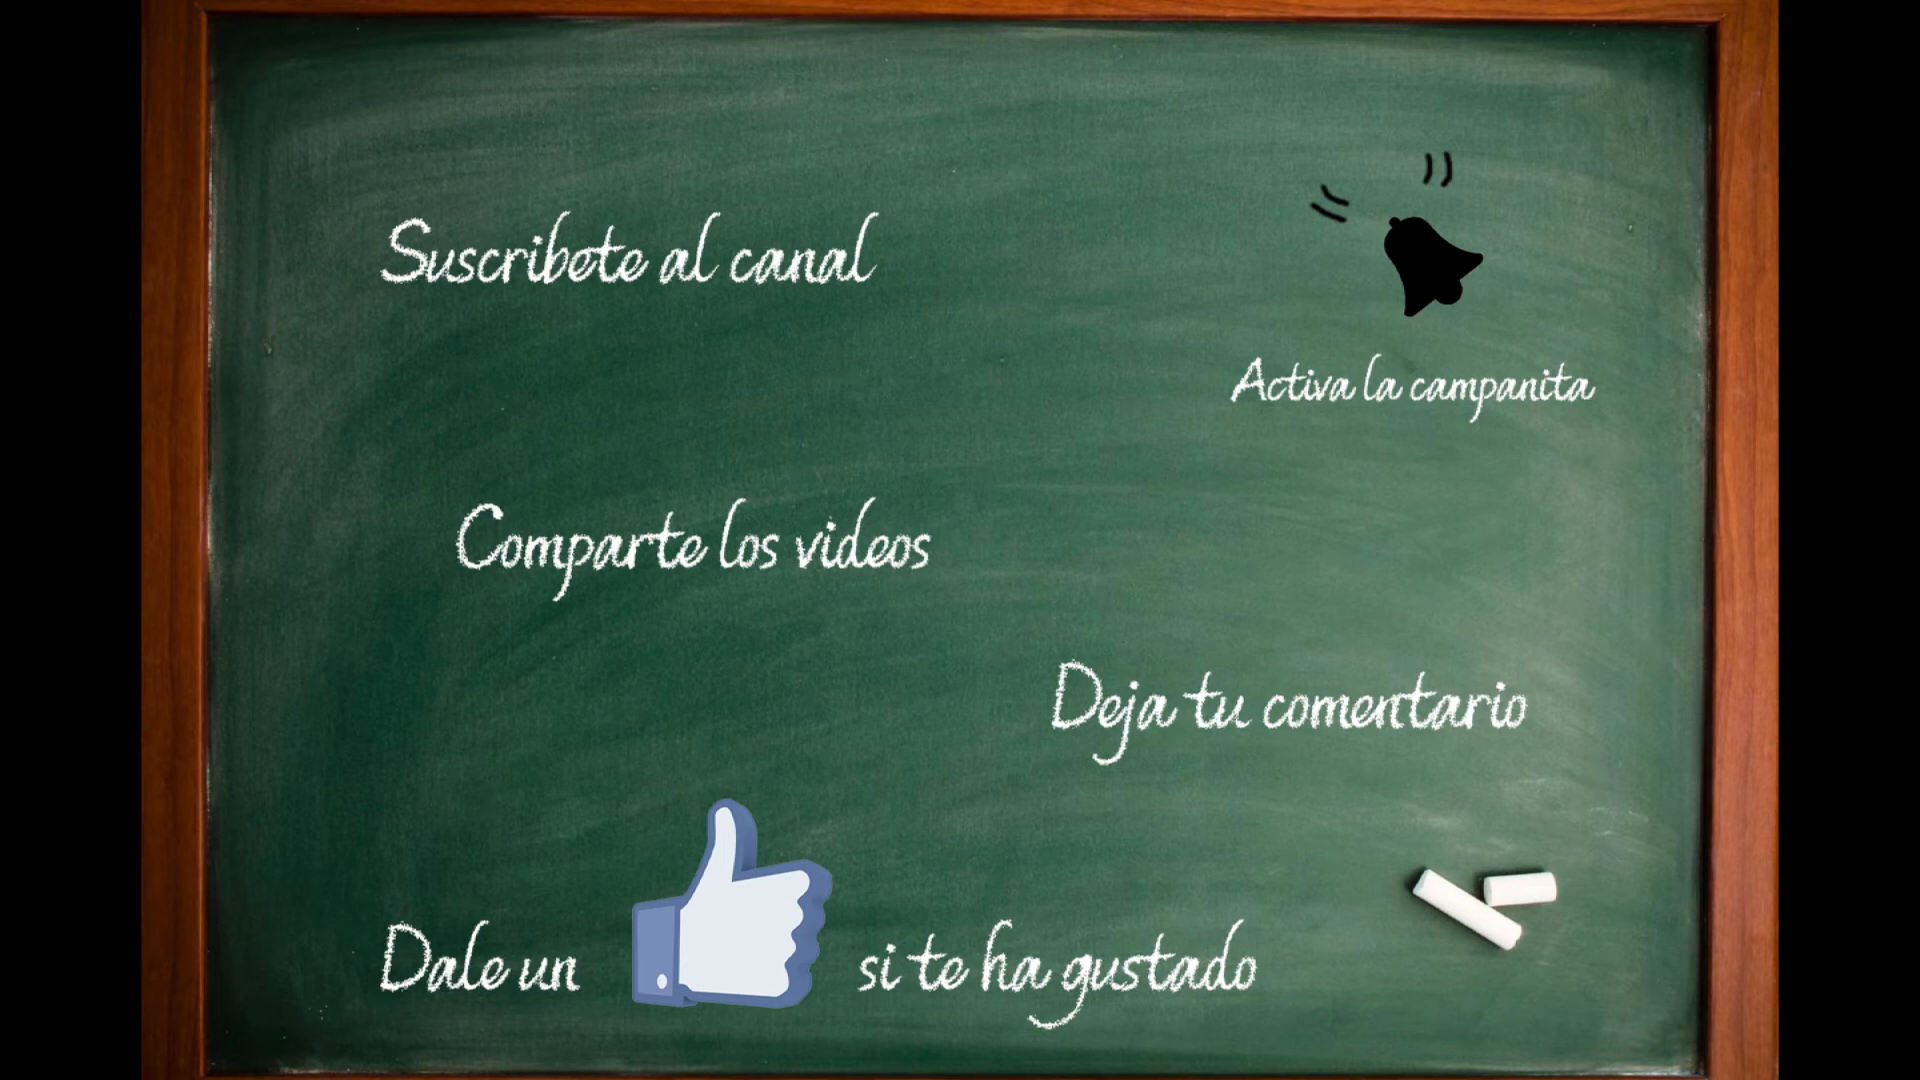 Suscribete al canal
Activa la campanita
Comparte los videos
Deja tu comentario
Dale un si te ha gustado